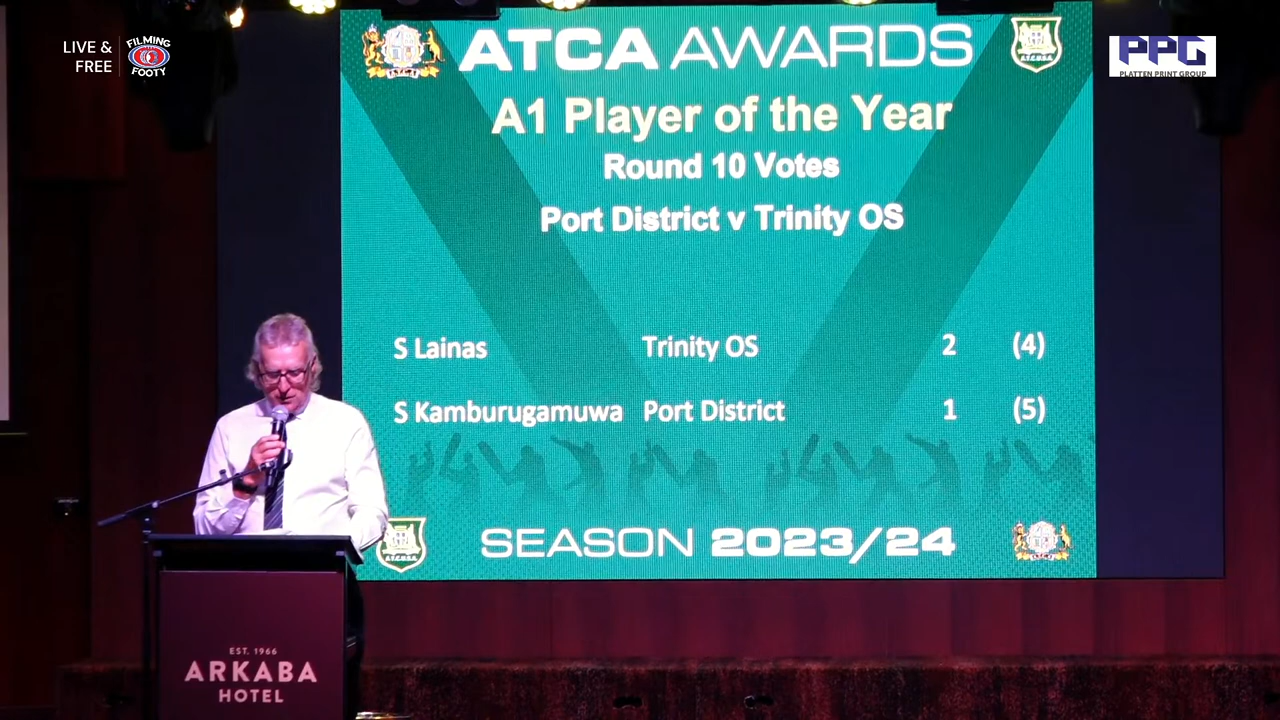 LIVE &
FREE
FILMING
FOOTY
ATCA AWARDS
PPG
PLATTEN PRINT GROUP
A1 Player of the Year
Round 10 Votes
Port District v Trinity OS
S Lainas Trinity OS 2 (4)
S Kamburugamuwa Port District 1 (5)
SEASON 2023/24
EST. 1966
ARKABA
HOTEL